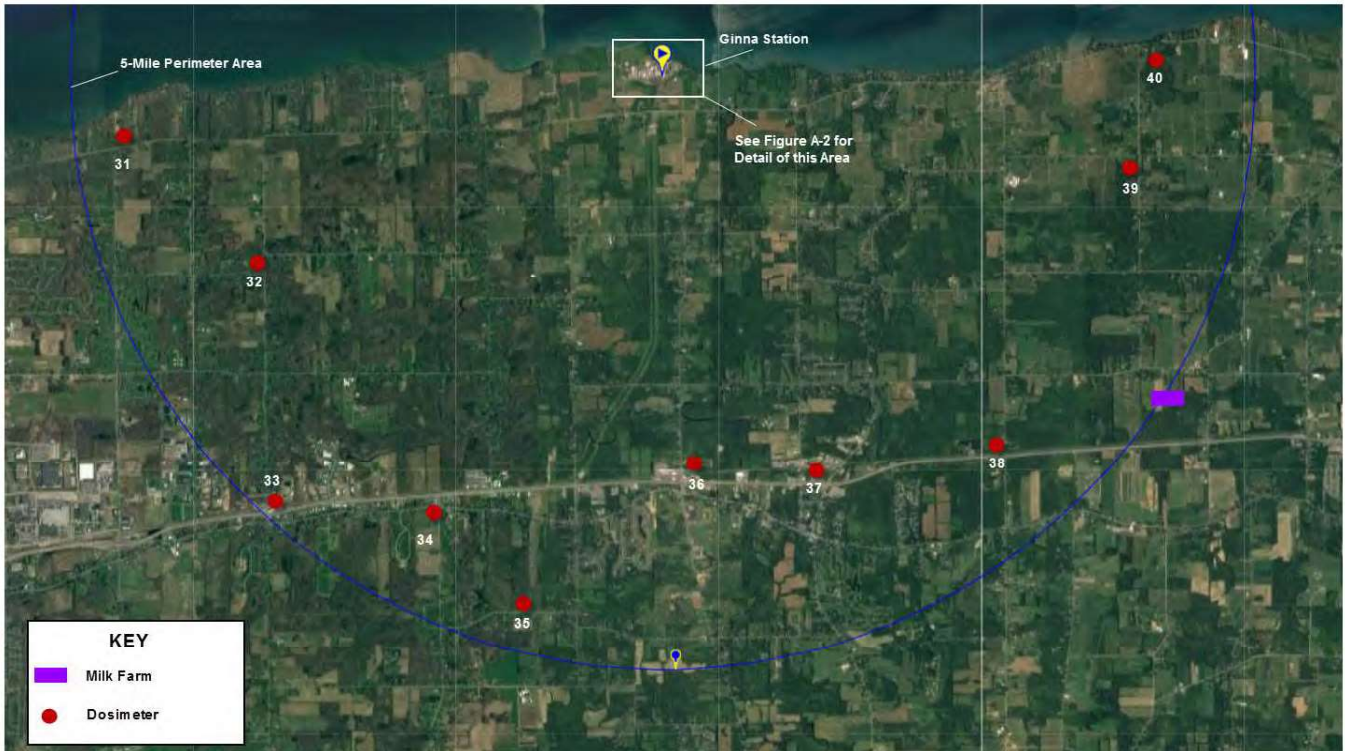 Ginna Station
5-Mile Perimeter Area
40
See Figure A-2 for
Detail of this Area
31
39
32
38
33
36
37
34
35
KEY
Milk Farm
Dosimeter